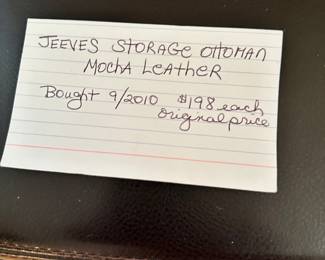 JEEVES STORAGE OTTOMAN
MOCHA LEATHER
Bought 9/2010 $198 each
original price